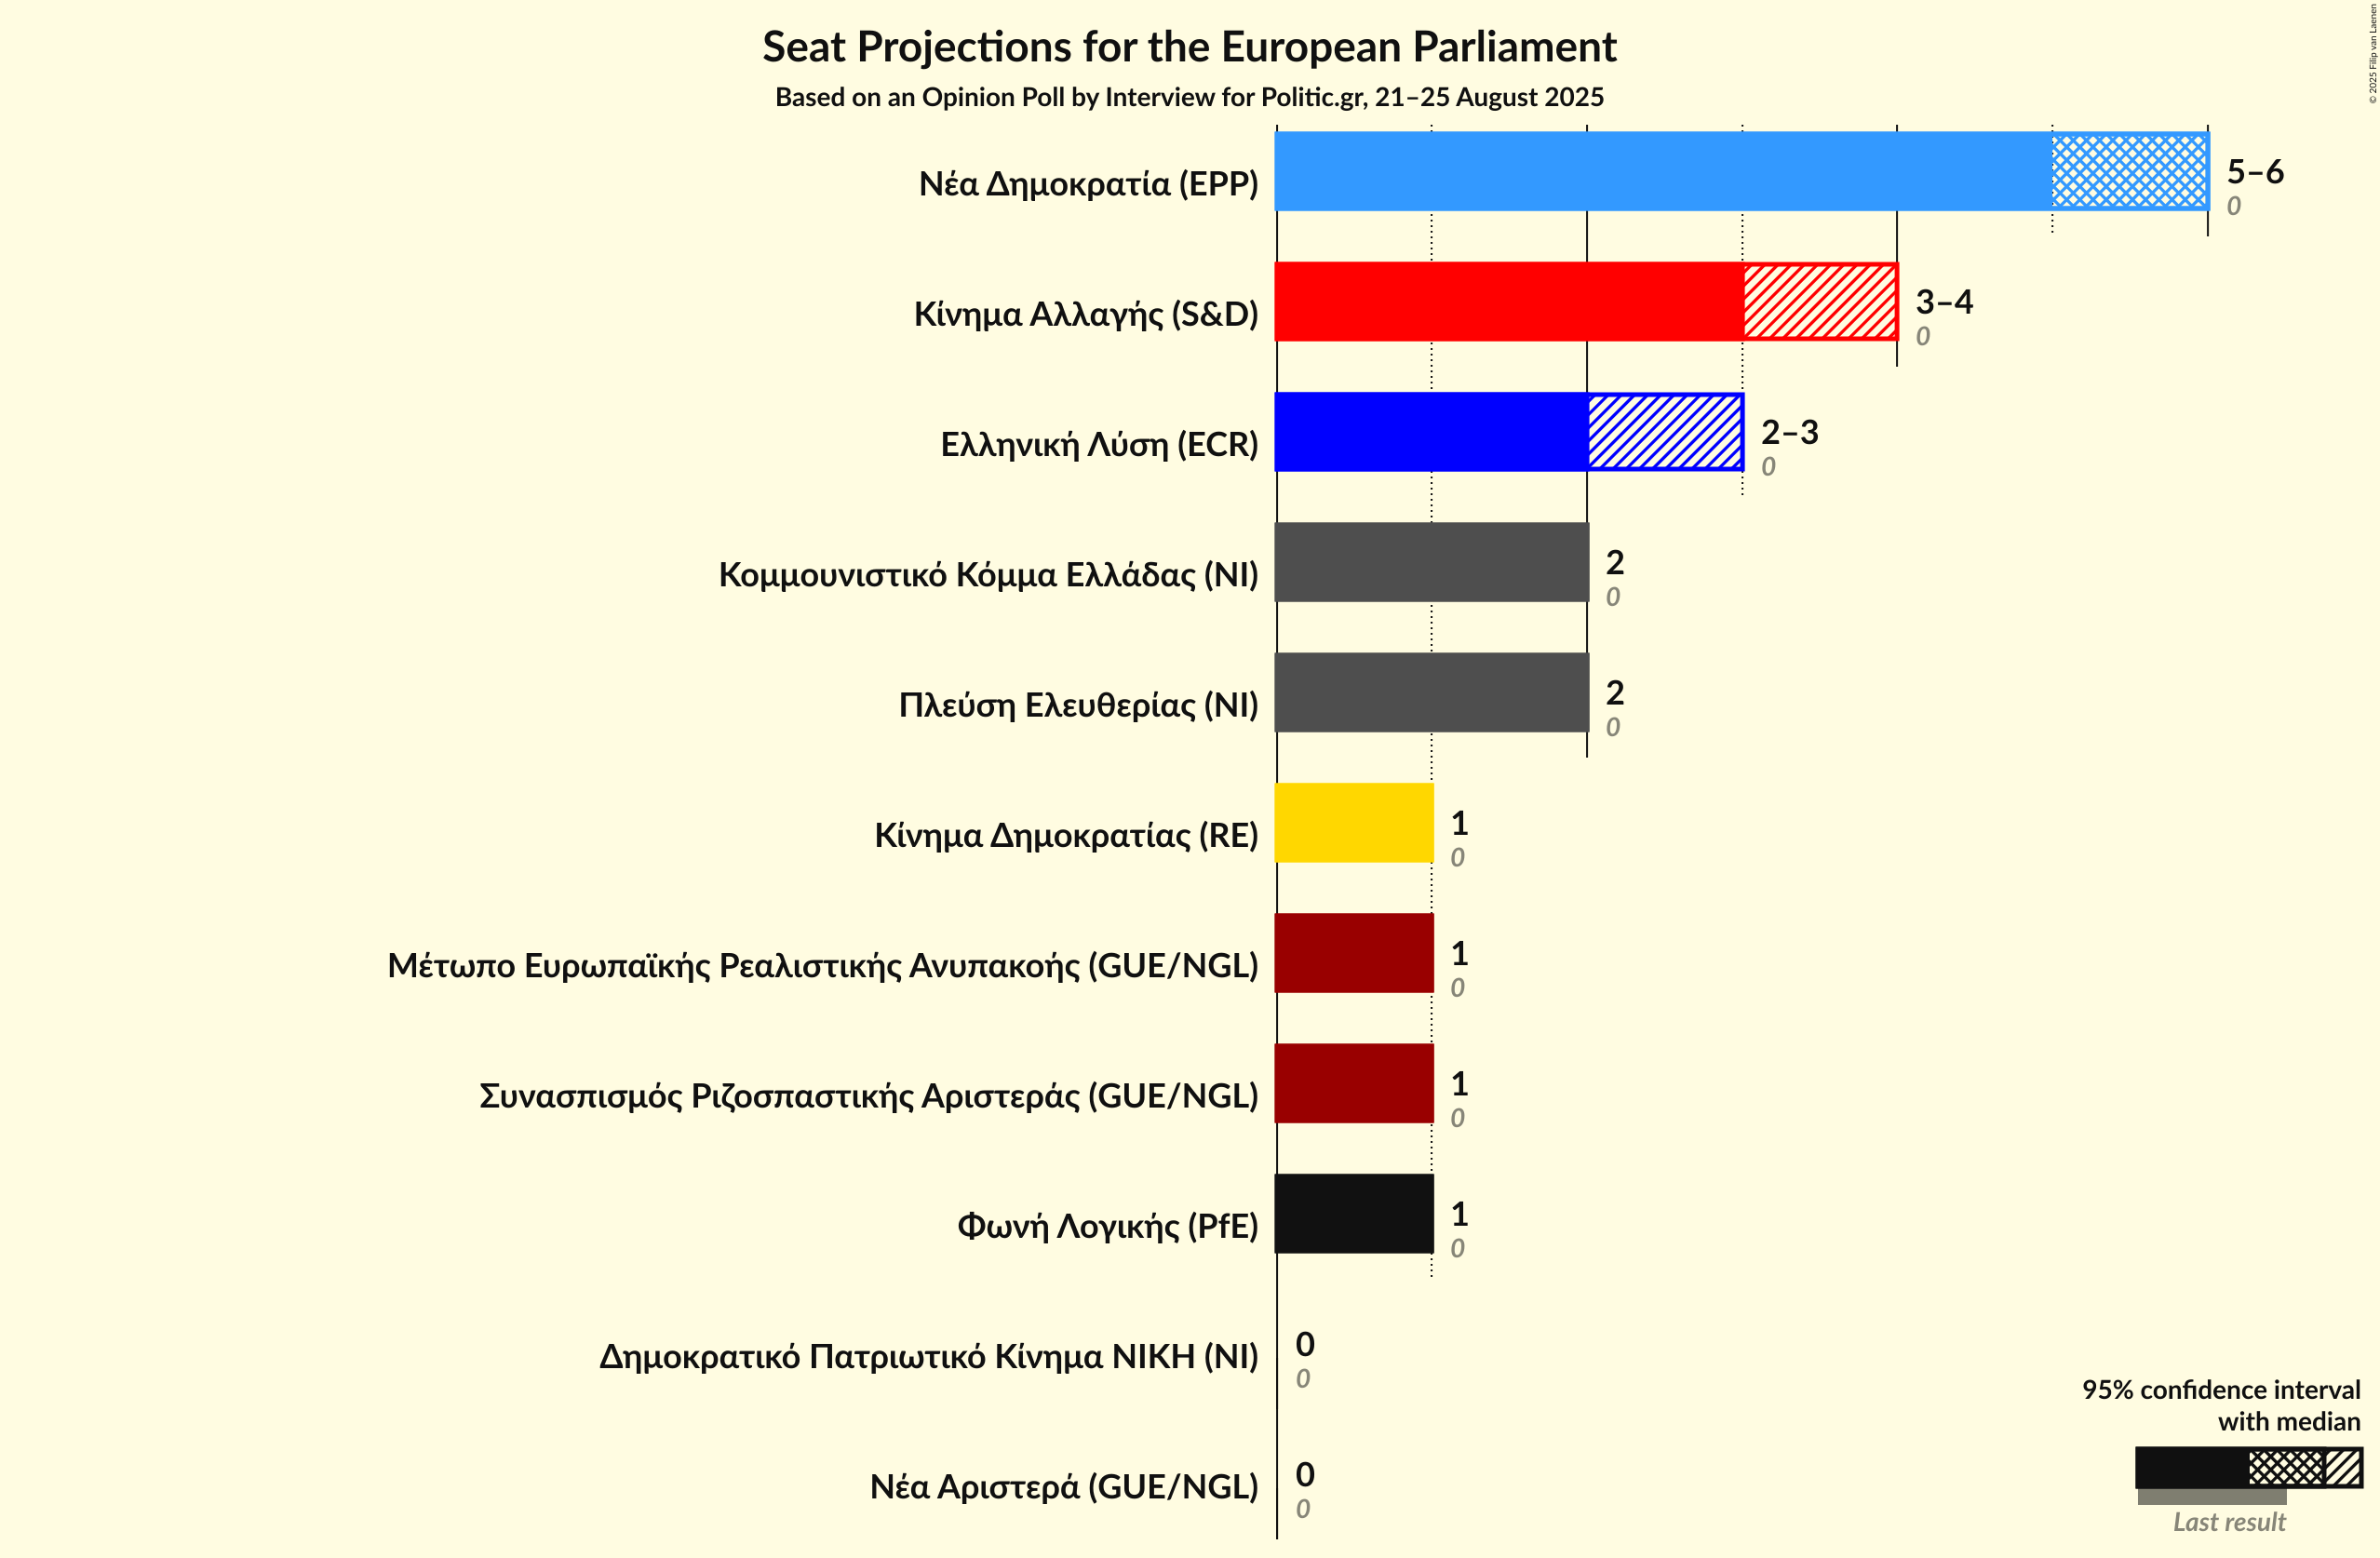 Seat Projections for the European Parliament
Based on an Opinion Poll by Interview for Politic.gr, 21–25 August 2025
© 2025 Filip van Laenen
Νέα Δημοκρατία (EPP)
5–6
0
Κίνημα Αλλαγής (S&D)
3–4
0
Ελληνική Λύση (ECR)
2–3
0
Κομμουνιστικό Κόμμα Ελλάδας (NI)
2
0
Πλεύση Ελευθερίας (NI)
2
0
Κίνημα Δημοκρατίας (RE)
1
0
Μέτωπο Ευρωπαϊκής Ρεαλιστικής Ανυπακοής (GUE/NGL)
1
0
Συνασπισμός Ριζοσπαστικής Αριστεράς (GUE/NGL)
1
0
Φωνή Λογικής (PfE)
1
0
Δημοκρατικό Πατριωτικό Κίνημα ΝΙΚΗ (NI)
0
0
Νέα Αριστερά (GUE/NGL)
0
0
95% confidence interval
with median
Last result